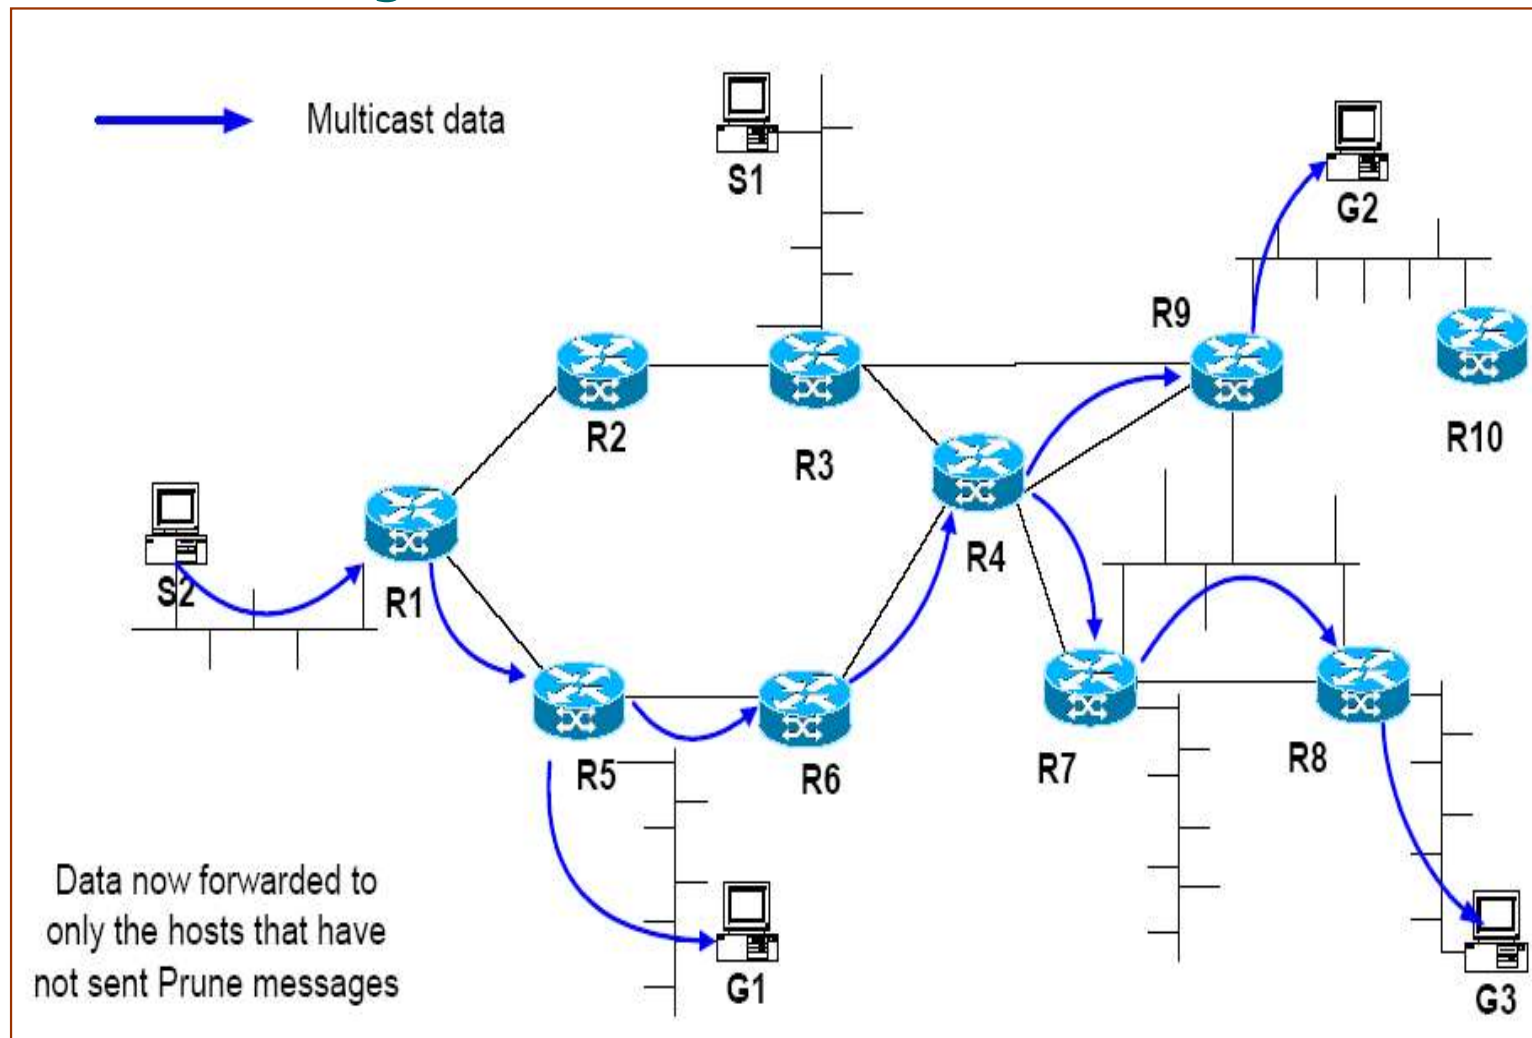 Multicast data
S1
G2
R9
R2
R3
R10
R4
S2
R1
R5
R6
R7
R8
Data now forwarded to
only the hosts that have
not sent Prune messages
G1
G3